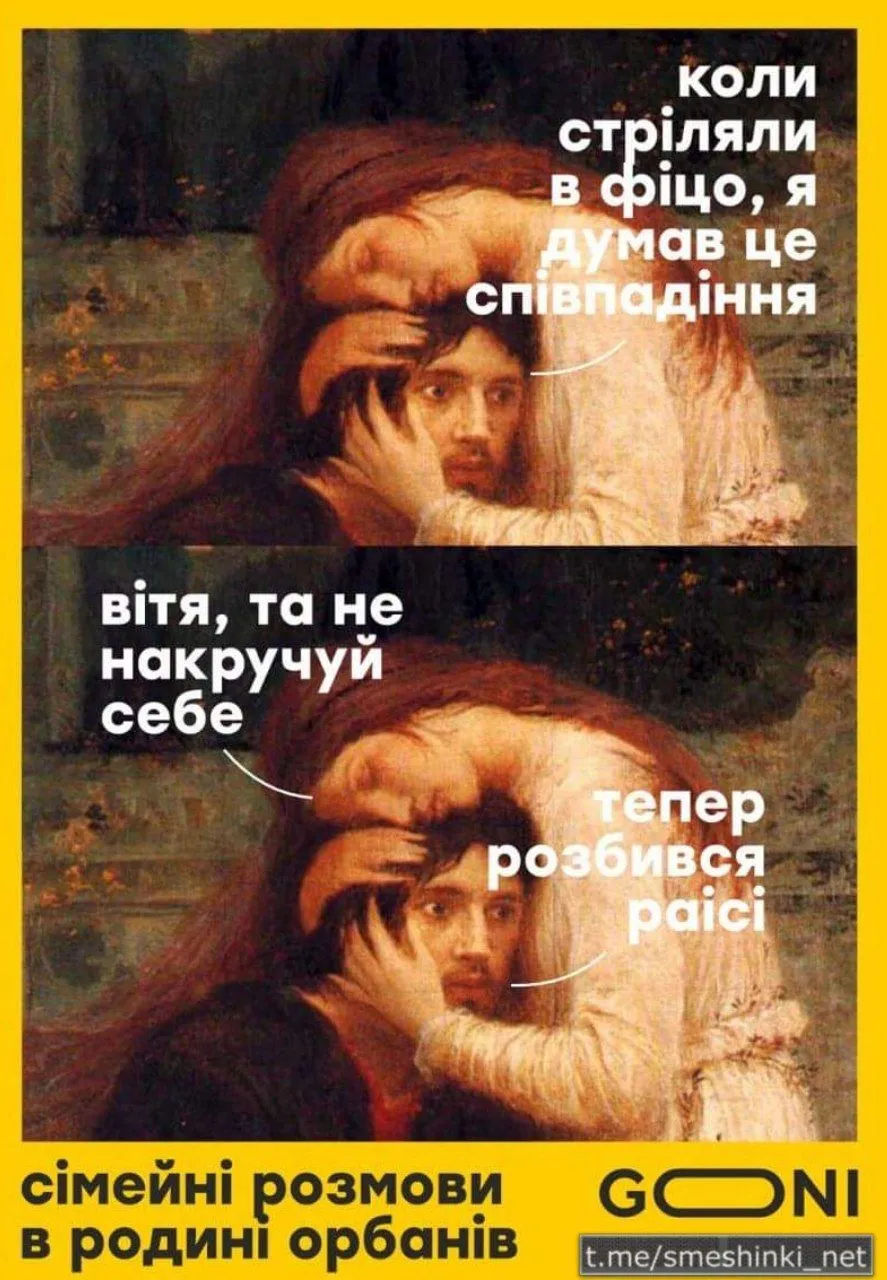 коли
стріляли
в фіцо, я
думав це
співпадіння
вітя, та не
накручуй
себе
тепер
розбився
раісі
сімейні розмови
в родині орбанів
GONI
t.me/smeshinki_net